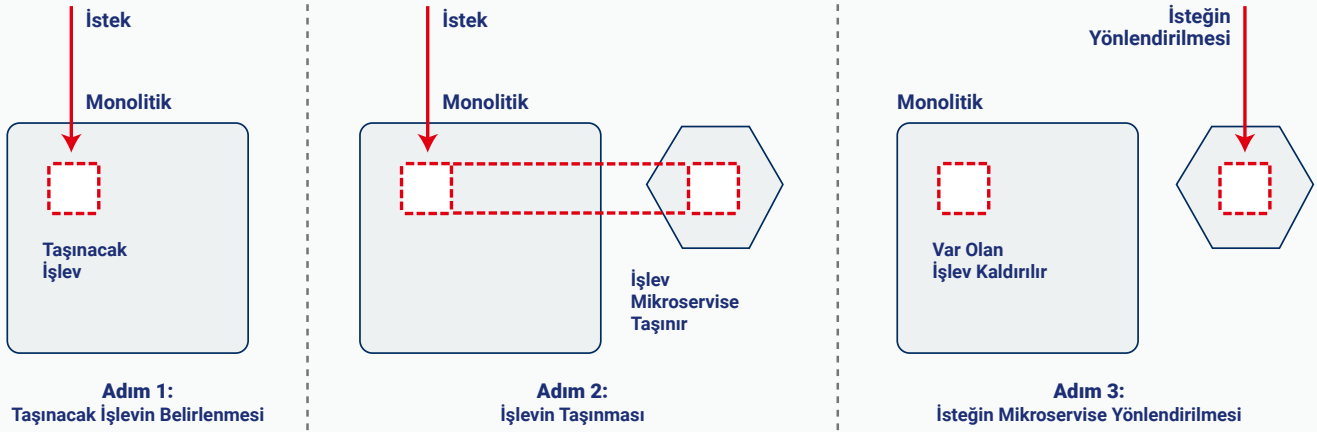 İstek
Monolitik
Taşınacak
İşlev
Adım 1:
Taşınacak İşlevin Belirlenmesi
İstek
Monolitik
İşlev
Mikroservise
Taşınır
Adım 2:
İşlevin Taşınması
İsteğin
Yönlendirilmesi
Monolitik
Var Olan
İşlev Kaldırılır
Adım 3:
İsteğin Mikroservise Yönlendirilmesi